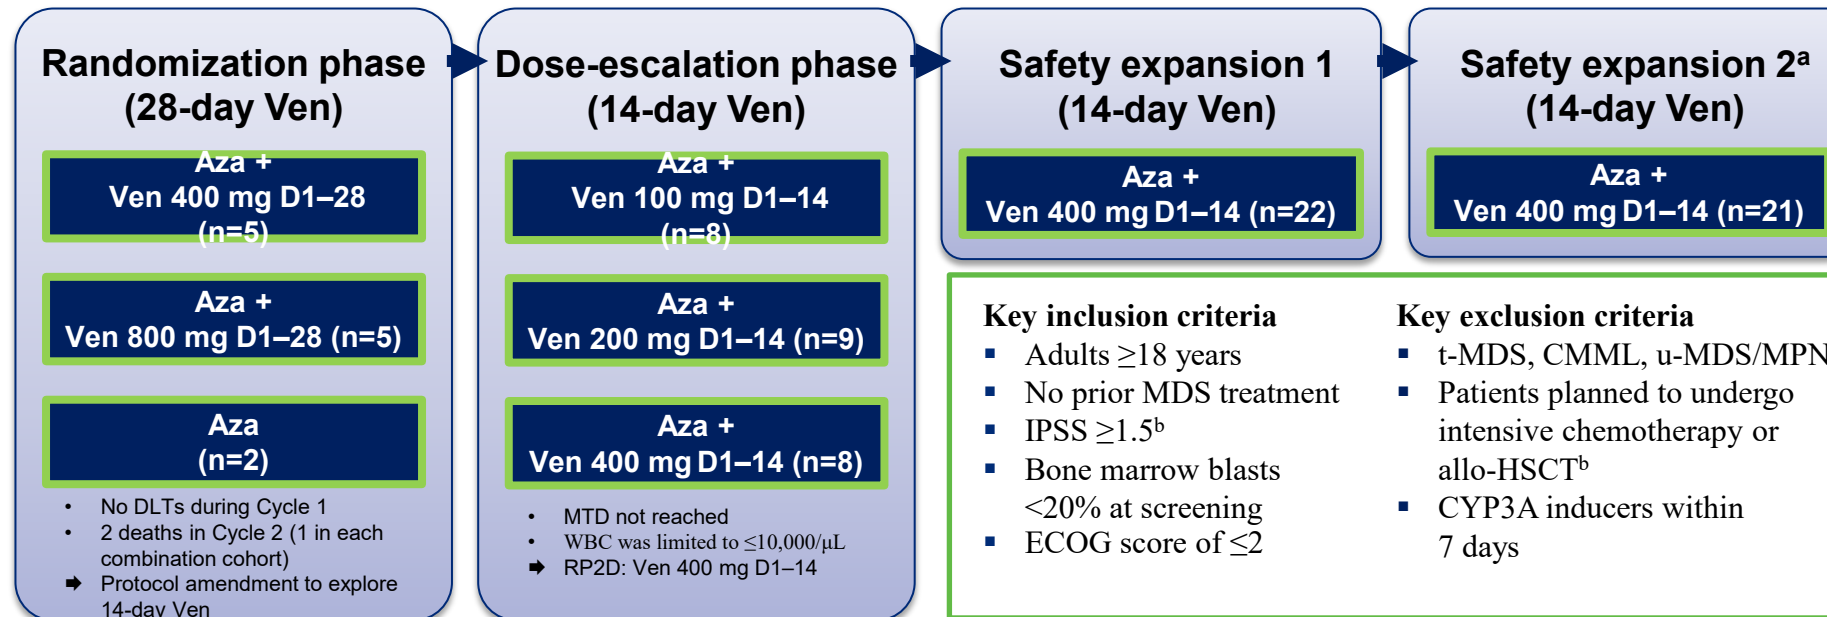 Randomization phase
(28-day Ven)
Aza +
Ven 400 mg D1–28
(n=5)
Aza +
Ven 800 mg D1–28 (n=5)
Aza
(n=2)
• No DLTs during Cycle 1
• 2 deaths in Cycle 2 (1 in each
combination cohort)
➡ Protocol amendment to explore
14-day Ven
Dose-escalation phase
(14-day Ven)
Aza +
Ven 100 mg D1–14
(n=8)
Aza +
Ven 200 mg D1–14 (n=9)
Aza +
Ven 400 mg D1–14 (n=8)
• MTD not reached
• WBC was limited to ≤10,000/μL
➡ RP2D: Ven 400 mg D1–14
Safety expansion 1
(14-day Ven)
Aza +
Ven 400 mg D1–14 (n=22)
Safety expansion 2ᵃ
(14-day Ven)
Aza +
Ven 400 mg D1–14 (n=21)
Key inclusion criteria
▪ Adults ≥18 years
▪ No prior MDS treatment
▪ IPSS ≥1.5ᵇ
▪ Bone marrow blasts
<20% at screening
▪ ECOG score of ≤2
Key exclusion criteria
▪ t-MDS, CMML, u-MDS/MPN
▪ Patients planned to undergo
intensive chemotherapy or
allo-HSCTᵇ
▪ CYP3A inducers within
7 days